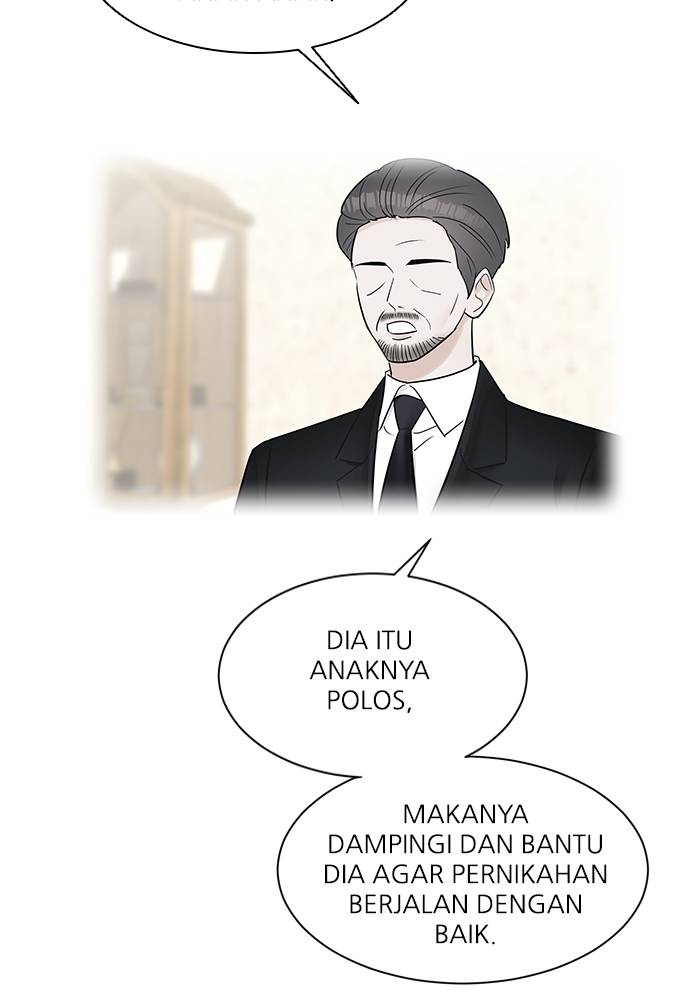 DIA ITU
ANAKNYA
POLOS,
MAKANYA
DAMPINGI DAN BANTU
DIA AGAR PERNIKAHAN
BERJALAN DENGAN
BAIK.